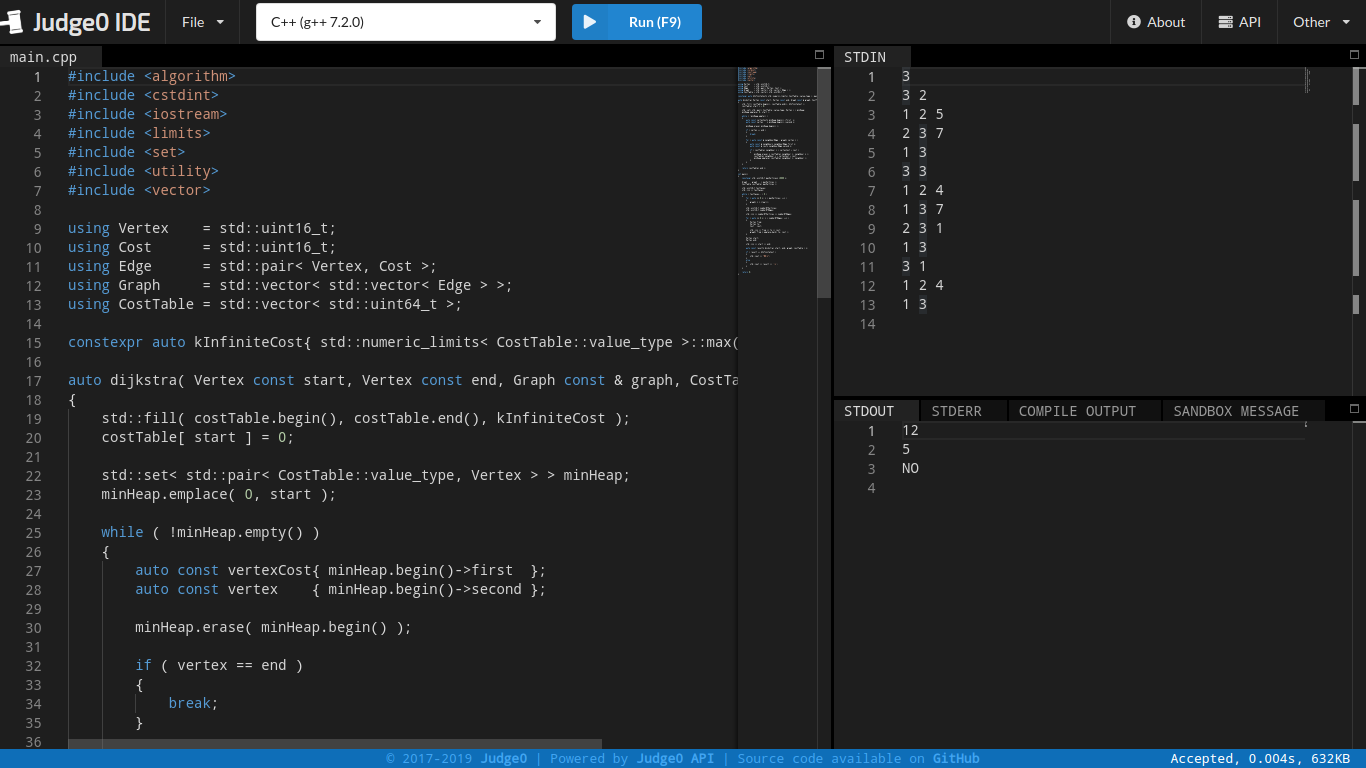 Judge0 IDE File C++ (g++ 7.2.0) Run (F9) About API Other
main.cpp
1 #include <algorithm>
2 #include <cstdint>
3 #include <iostream>
4 #include <limits>
5 #include <set>
6 #include <utility>
7 #include <vector>
8
9 using Vertex    = std::uint16_t;
10 using Cost      = std::uint16_t;
11 using Edge      = std::pair< Vertex, Cost >;
12 using Graph     = std::vector< std::vector< Edge > >;
13 using CostTable = std::vector< std::uint64_t >;
14
15 constexpr auto kInfiniteCost{ std::numeric_limits< CostTable::value_type >::max(
16
17 auto dijkstra( Vertex const start, Vertex const end, Graph const & graph, CostTa
18 {
19     std::fill( costTable.begin(), costTable.end(), kInfiniteCost );
20     costTable[ start ] = 0;
21
22     std::set< std::pair< CostTable::value_type, Vertex > > minHeap;
23     minHeap.emplace( 0, start );
24
25     while ( !minHeap.empty() )
26     {
27         auto const vertexCost{ minHeap.begin()->first  };
28         auto const vertex    { minHeap.begin()->second };
29
30         minHeap.erase( minHeap.begin() );
31
32         if ( vertex == end )
33         {
34             break;
35         }
36
STDIN
1 3
2 3 2
3 1 2 5
4 2 3 7
5 1 3
6 3 3
7 1 2 4
8 1 3 7
9 2 3 1
10 1 3
11 3 1
12 1 2 4
13 1 3
14
STDOUT STDERR COMPILE OUTPUT SANDBOX MESSAGE
1 12
2 5
3 NO
4
© 2017-2019 Judge0 | Powered by Judge0 API | Source code available on GitHub Accepted, 0.004s, 632KB